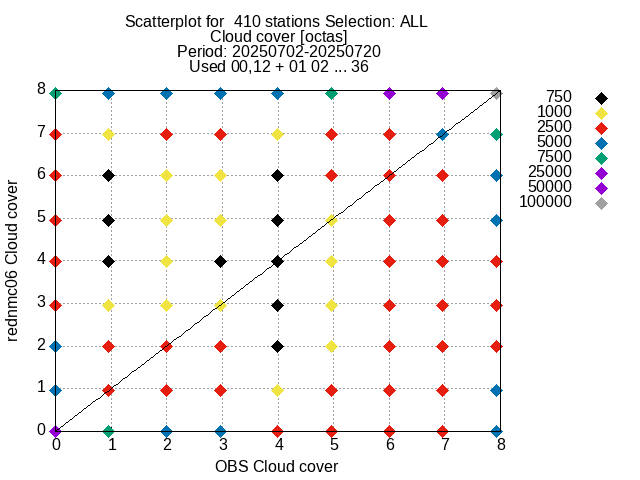 Scatterplot for  410 stations Selection: ALL
Cloud cover [octas]
Period: 20250702-20250720
Used 00,12 + 01 02 ... 36
8
7
6
5
4
3
2
1
0
rednmc06 Cloud cover
0 1 2 3 4 5 6 7 8
OBS Cloud cover
750
1000
2500
5000
7500
25000
50000
100000